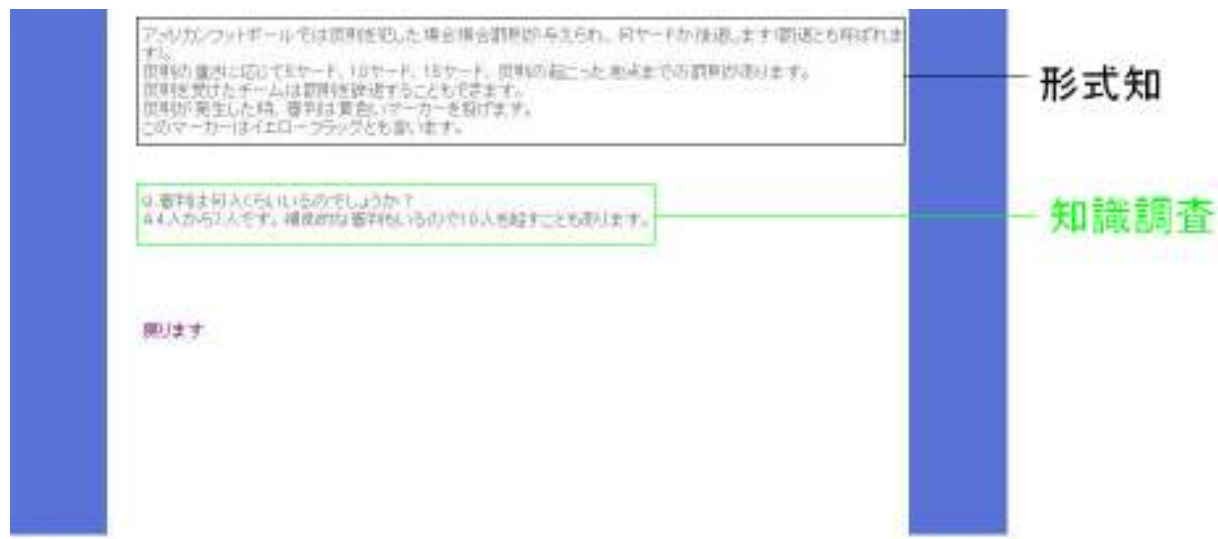 アメリカンフットボールでは反則を犯した場合場合罰則が与えられ、何ヤードか後退します(罰退とも呼ばれま
す)。
反則の重さに応じて5ヤード、10ヤード、15ヤード、反則の起こった地点までの罰則があります。
反則を受けたチームは罰則を辞退することもできます。
反則が発生した時、審判は黄色いマーカーを投げます。
このマーカーはイエローフラッグとも言います。
形式知
Q.審判は何人くらいいるのでしょうか?
A.4人から7人です。補助的な審判もいるので10人を超すこともあります。
知識調査
戻ります